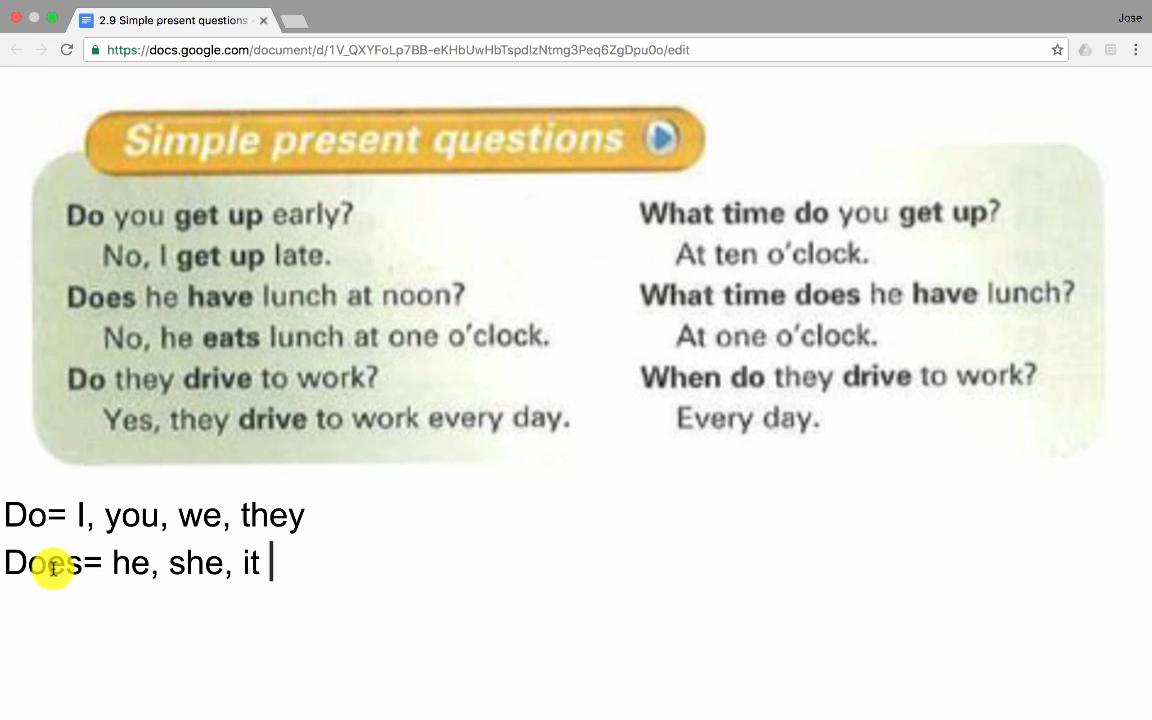 2.9 Simple present questions
Jose
https://docs.google.com/document/d/1V_QXYFoLp7BB-eKHbUwHbTspdlzNtmg3Peq6ZgDpu0o/edit
Simple present questions
Do you get up early?
No, I get up late.
Does he have lunch at noon?
No, he eats lunch at one o'clock.
Do they drive to work?
Yes, they drive to work every day.
What time do you get up?
At ten o'clock.
What time does he have lunch?
At one o'clock.
When do they drive to work?
Every day.
Do= I, you, we, they
Does= he, she, it